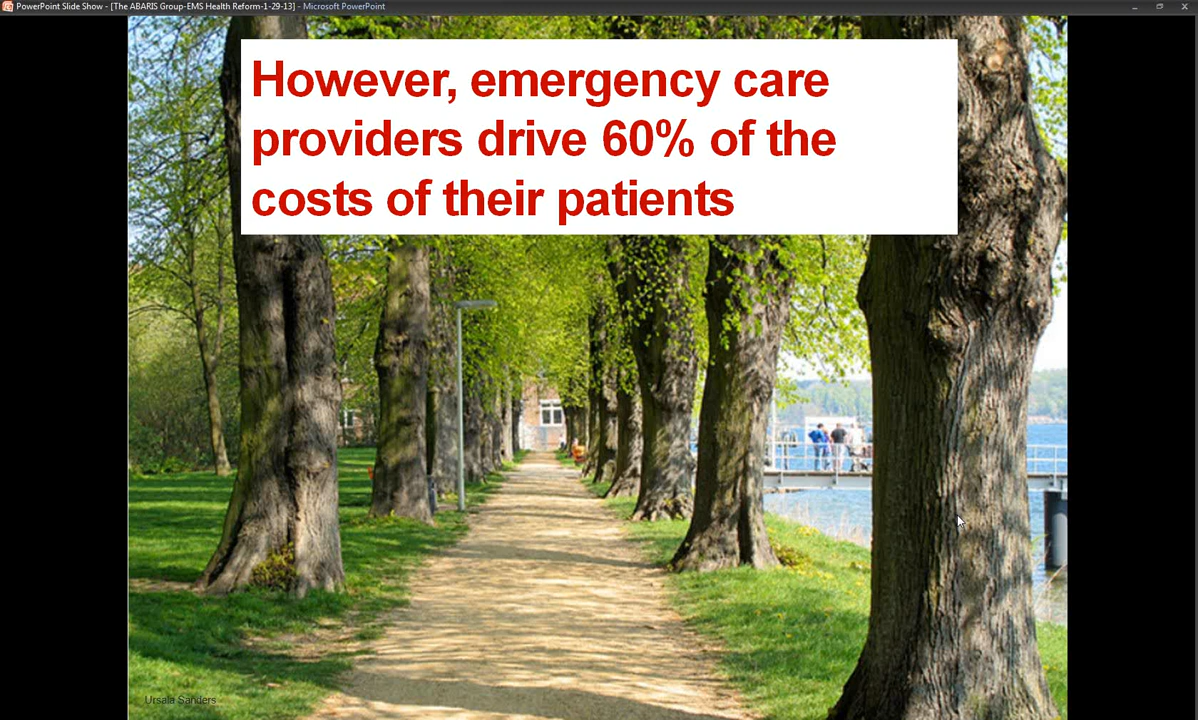 PowerPoint Slide Show - [The ABARIS Group-EMS Health Reform-1-29-13] - Microsoft PowerPoint
However, emergency care
providers drive 60% of the
costs of their patients
Ursala Sanders